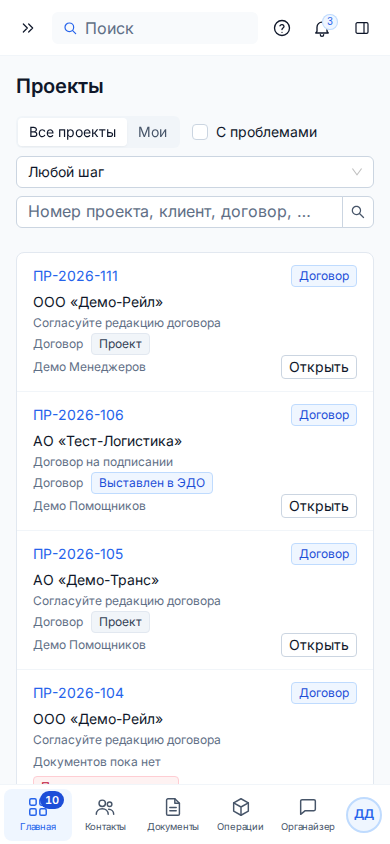 Поиск
3
Проекты
Все проекты Мои С проблемами
Любой шаг
Номер проекта, клиент, договор, ...
ПР-2026-111 Договор
ООО «Демо-Рейл»
Согласуйте редакцию договора
Договор Проект
Демо Менеджеров Открыть
ПР-2026-106 Договор
АО «Тест-Логистика»
Договор на подписании
Договор Выставлен в ЭДО
Демо Помощников Открыть
ПР-2026-105 Договор
АО «Демо-Транс»
Согласуйте редакцию договора
Договор Проект
Демо Помощников Открыть
ПР-2026-104 Договор
ООО «Демо-Рейл»
Согласуйте редакцию договора
Документов пока нет
10
Главная Контакты Документы Операции Органайзер ДД